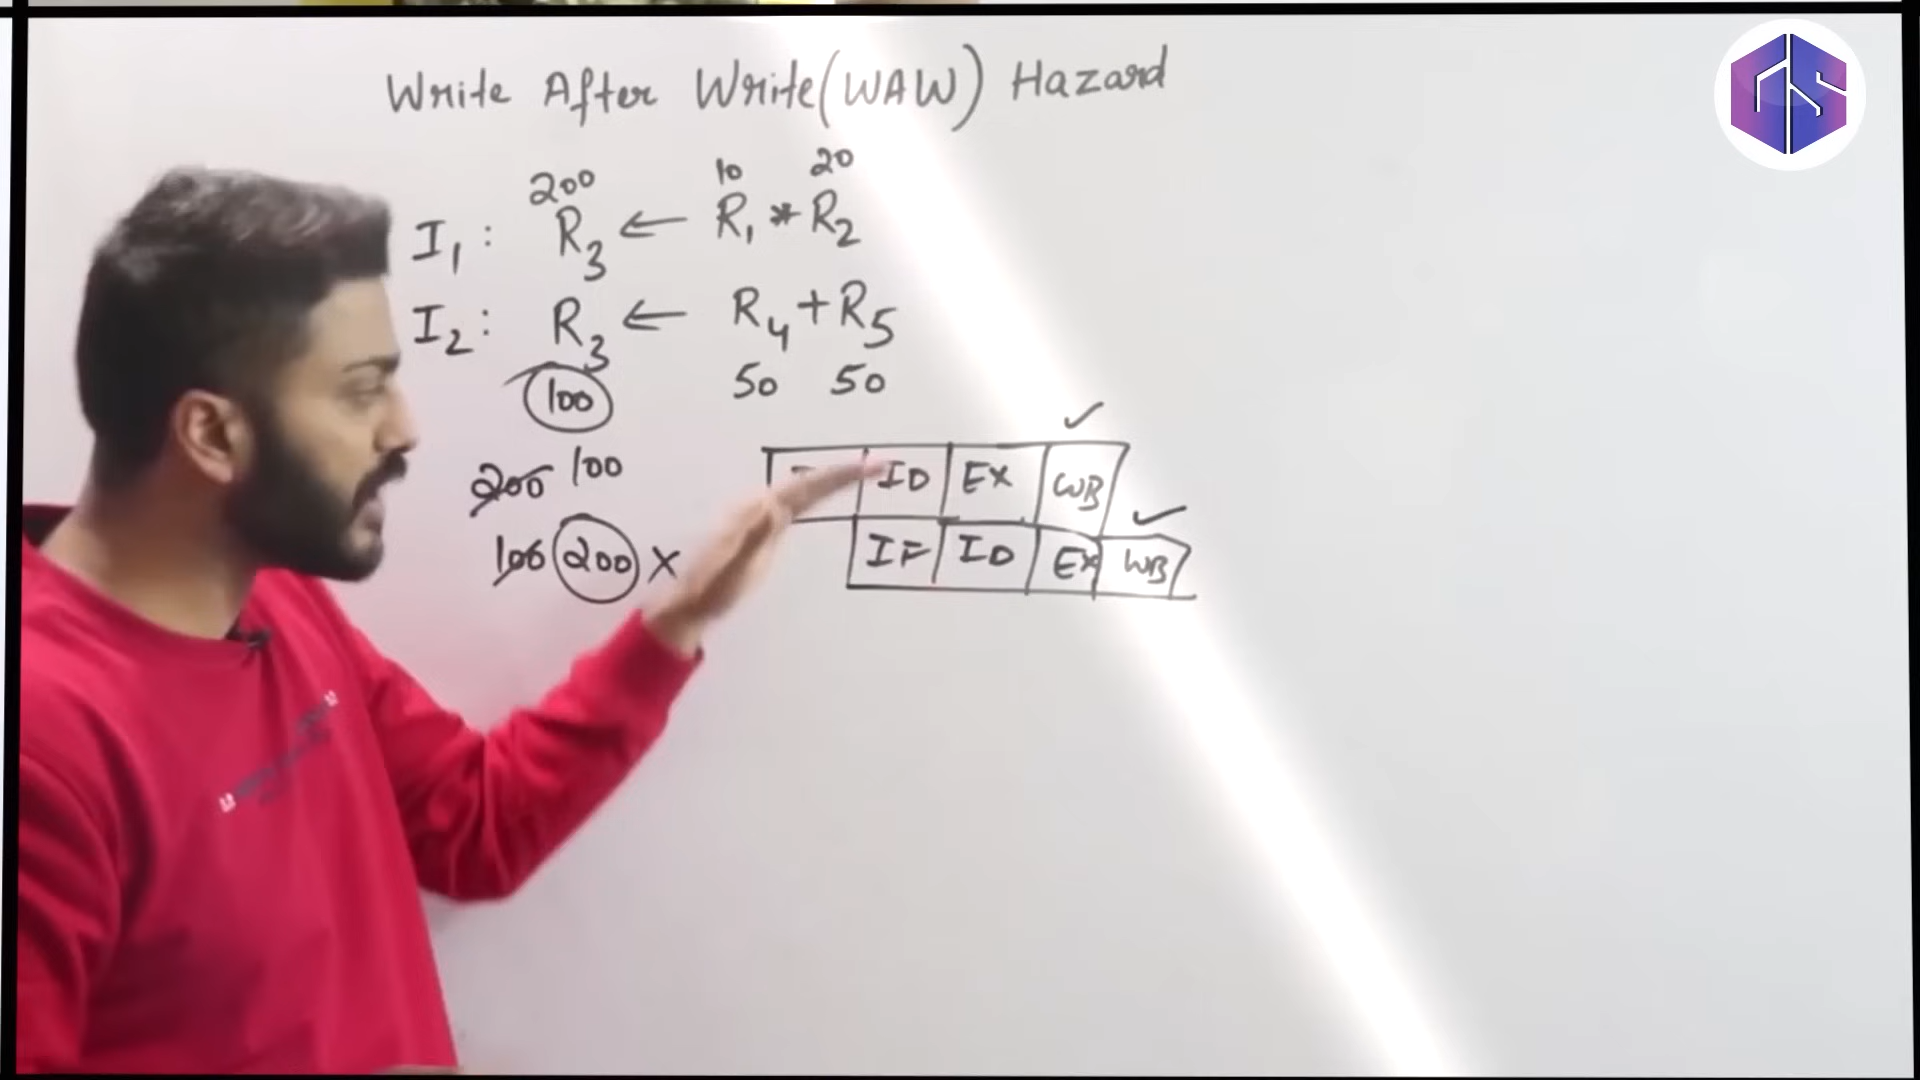 Write After Write(WAW) Hazard
200 10 20
I1: R3 ← R1 * R2
I2: R3 ← R4 + R5
100 50 50
200 100
100 200 X
ID EX WB
IF ID EX WB
GS